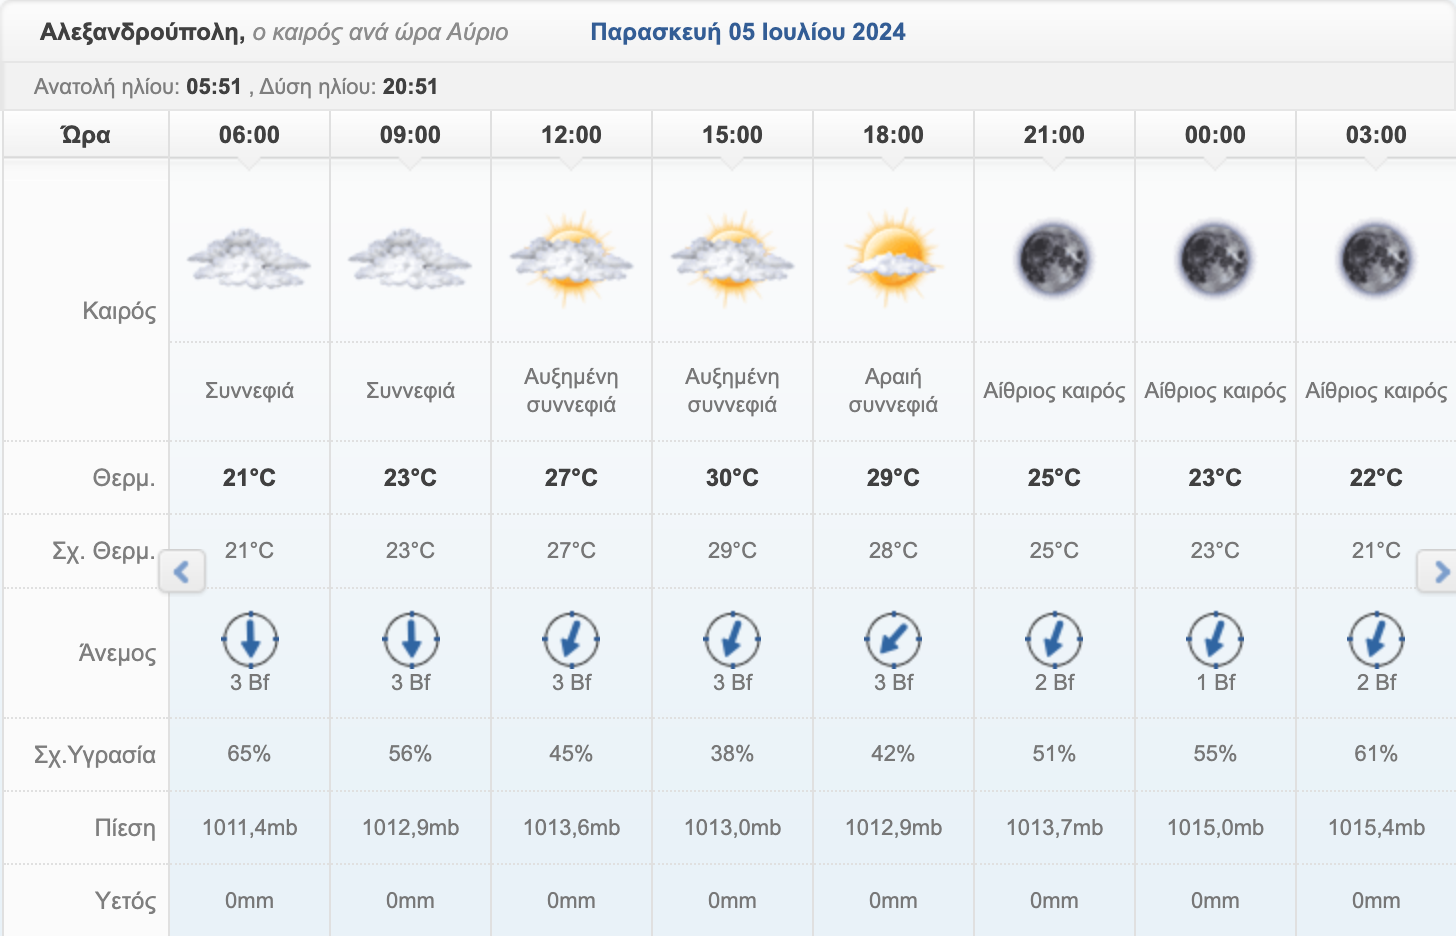 Αλεξανδρούπολη, ο καιρός ανά ώρα Αύριο Παρασκευή 05 Ιουλίου 2024
Ανατολή ηλίου: 05:51 , Δύση ηλίου: 20:51
Ώρα 06:00 09:00 12:00 15:00 18:00 21:00 00:00 03:00
Καιρός
Συννεφιά Συννεφιά Αυξημένη συννεφιά Αυξημένη συννεφιά Αραιή συννεφιά Αίθριος καιρός Αίθριος καιρός Αίθριος καιρός
Θερμ. 21°C 23°C 27°C 30°C 29°C 25°C 23°C 22°C
Σχ. Θερμ. 21°C 23°C 27°C 29°C 28°C 25°C 23°C 21°C
Άνεμος 3 Bf 3 Bf 3 Bf 3 Bf 3 Bf 2 Bf 1 Bf 2 Bf
Σχ.Υγρασία 65% 56% 45% 38% 42% 51% 55% 61%
Πίεση 1011,4mb 1012,9mb 1013,6mb 1013,0mb 1012,9mb 1013,7mb 1015,0mb 1015,4mb
Υετός 0mm 0mm 0mm 0mm 0mm 0mm 0mm 0mm